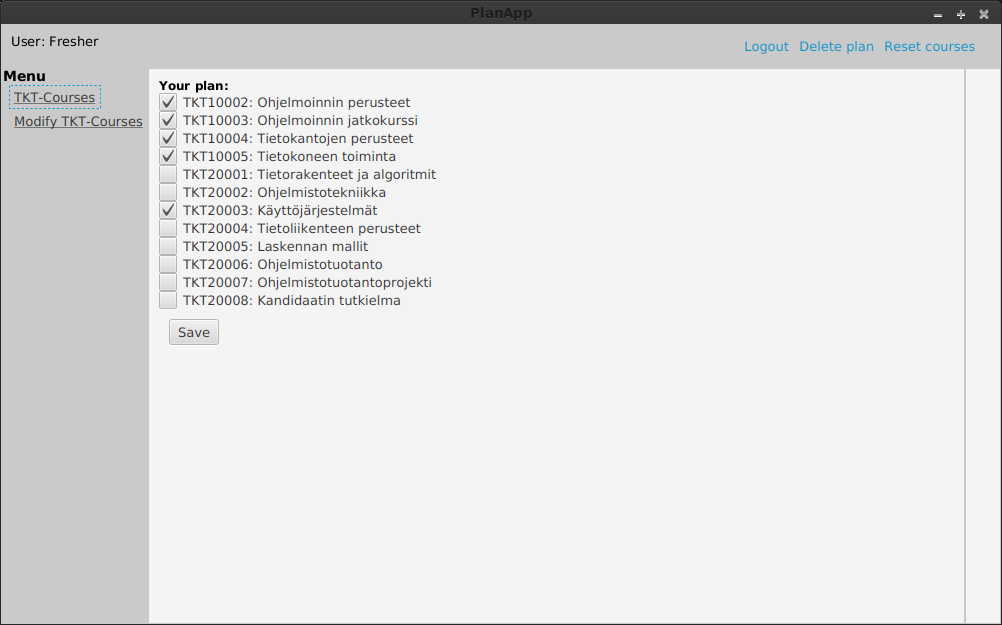 PlanApp
User: Fresher
Logout Delete plan Reset courses
Menu
TKT-Courses
Modify TKT-Courses
Your plan:
TKT10002: Ohjelmoinnin perusteet
TKT10003: Ohjelmoinnin jatkokurssi
TKT10004: Tietokantojen perusteet
TKT10005: Tietokoneen toiminta
TKT20001: Tietorakenteet ja algoritmit
TKT20002: Ohjelmistotekniikka
TKT20003: Käyttöjärjestelmät
TKT20004: Tietoliikenteen perusteet
TKT20005: Laskennan mallit
TKT20006: Ohjelmistotuotanto
TKT20007: Ohjelmistotuotantoprojekti
TKT20008: Kandidaatin tutkielma
Save